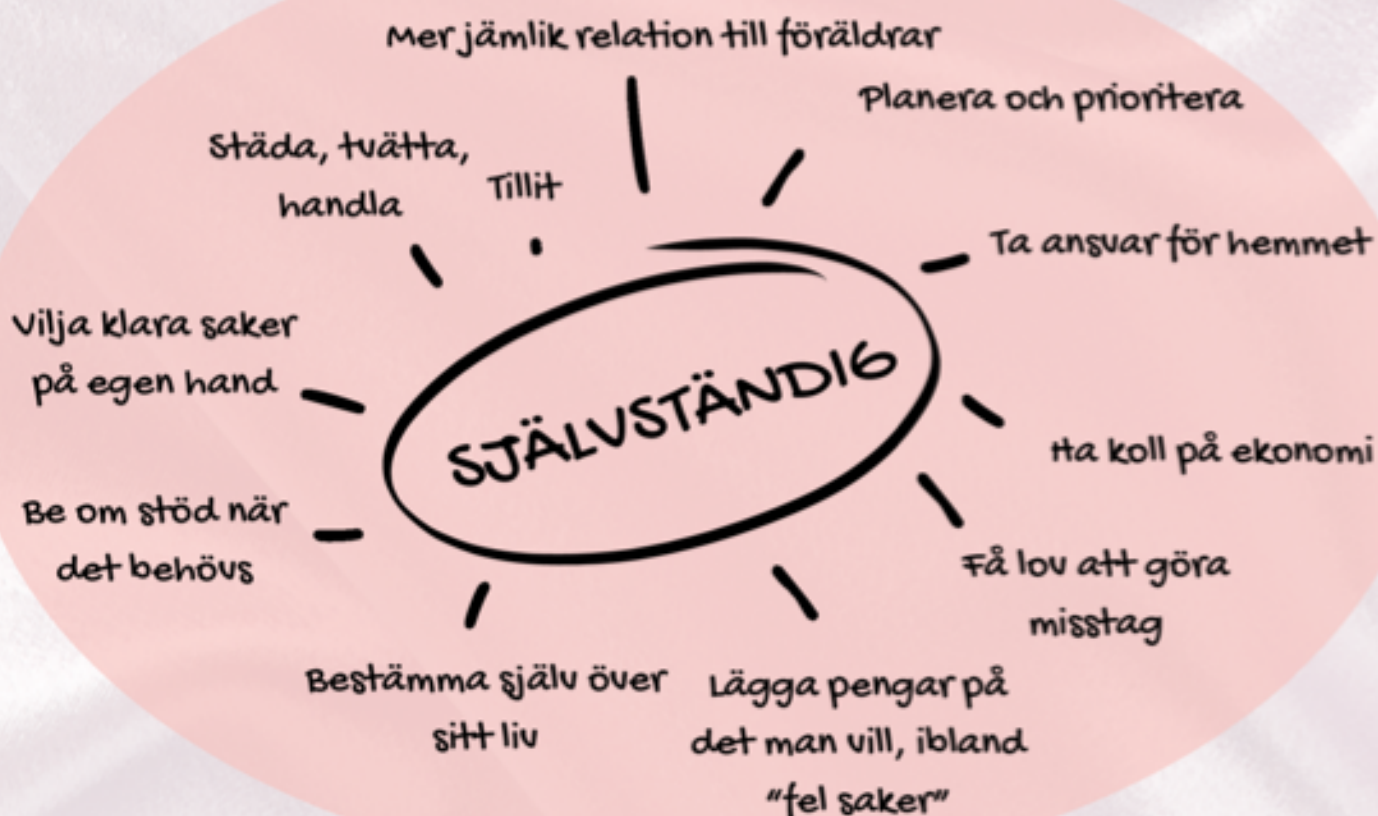 Mer jämlik relation till föräldrar
Planera och prioritera
Städa, tvätta,
handla
Tillit
Ta ansvar för hemmet
Vilja klara saker
på egen hand
SJÄLVSTÄNDIG
Ha koll på ekonomi
Be om stöd när
det behövs
Få lov att göra
misstag
Bestämma själv över
sitt liv
Lägga pengar på
det man vill, ibland
"fel saker"